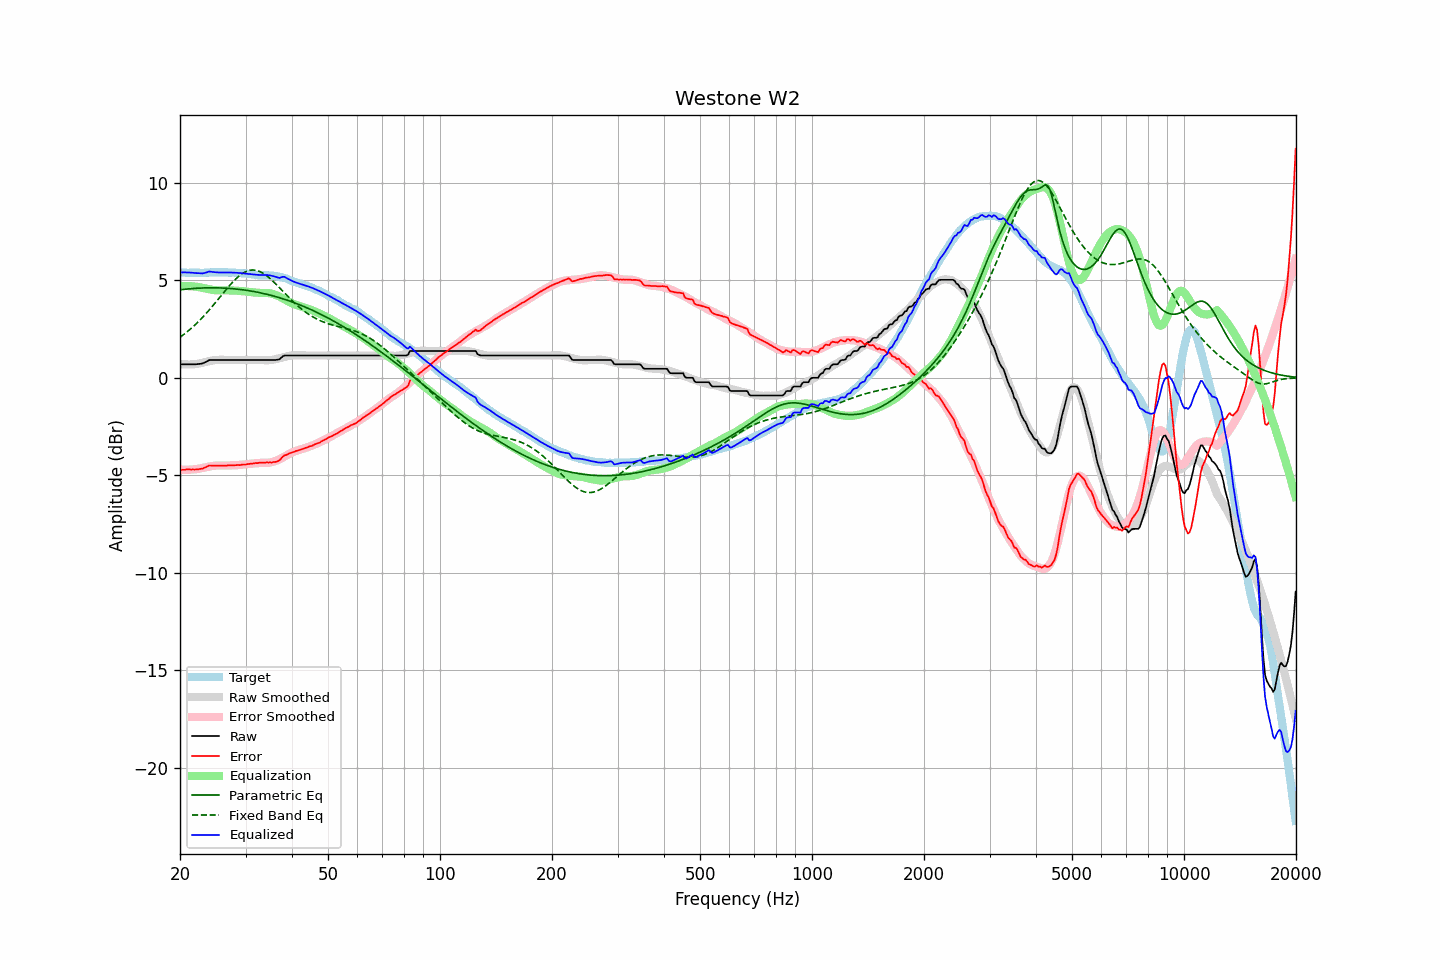 Westone W2
Amplitude (dBr)
10
5
0
−5
−10
−15
−20
Target
Raw Smoothed
Error Smoothed
Raw
Error
Equalization
Parametric Eq
Fixed Band Eq
Equalized
20 50 100 200 500 1000 2000 5000 10000 20000
Frequency (Hz)